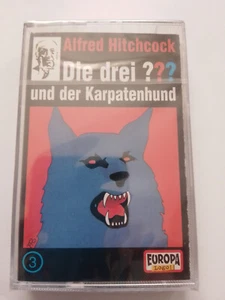 Alfred Hitchcock
Die drei ???
und der Karpatenhund
3
EUROPA